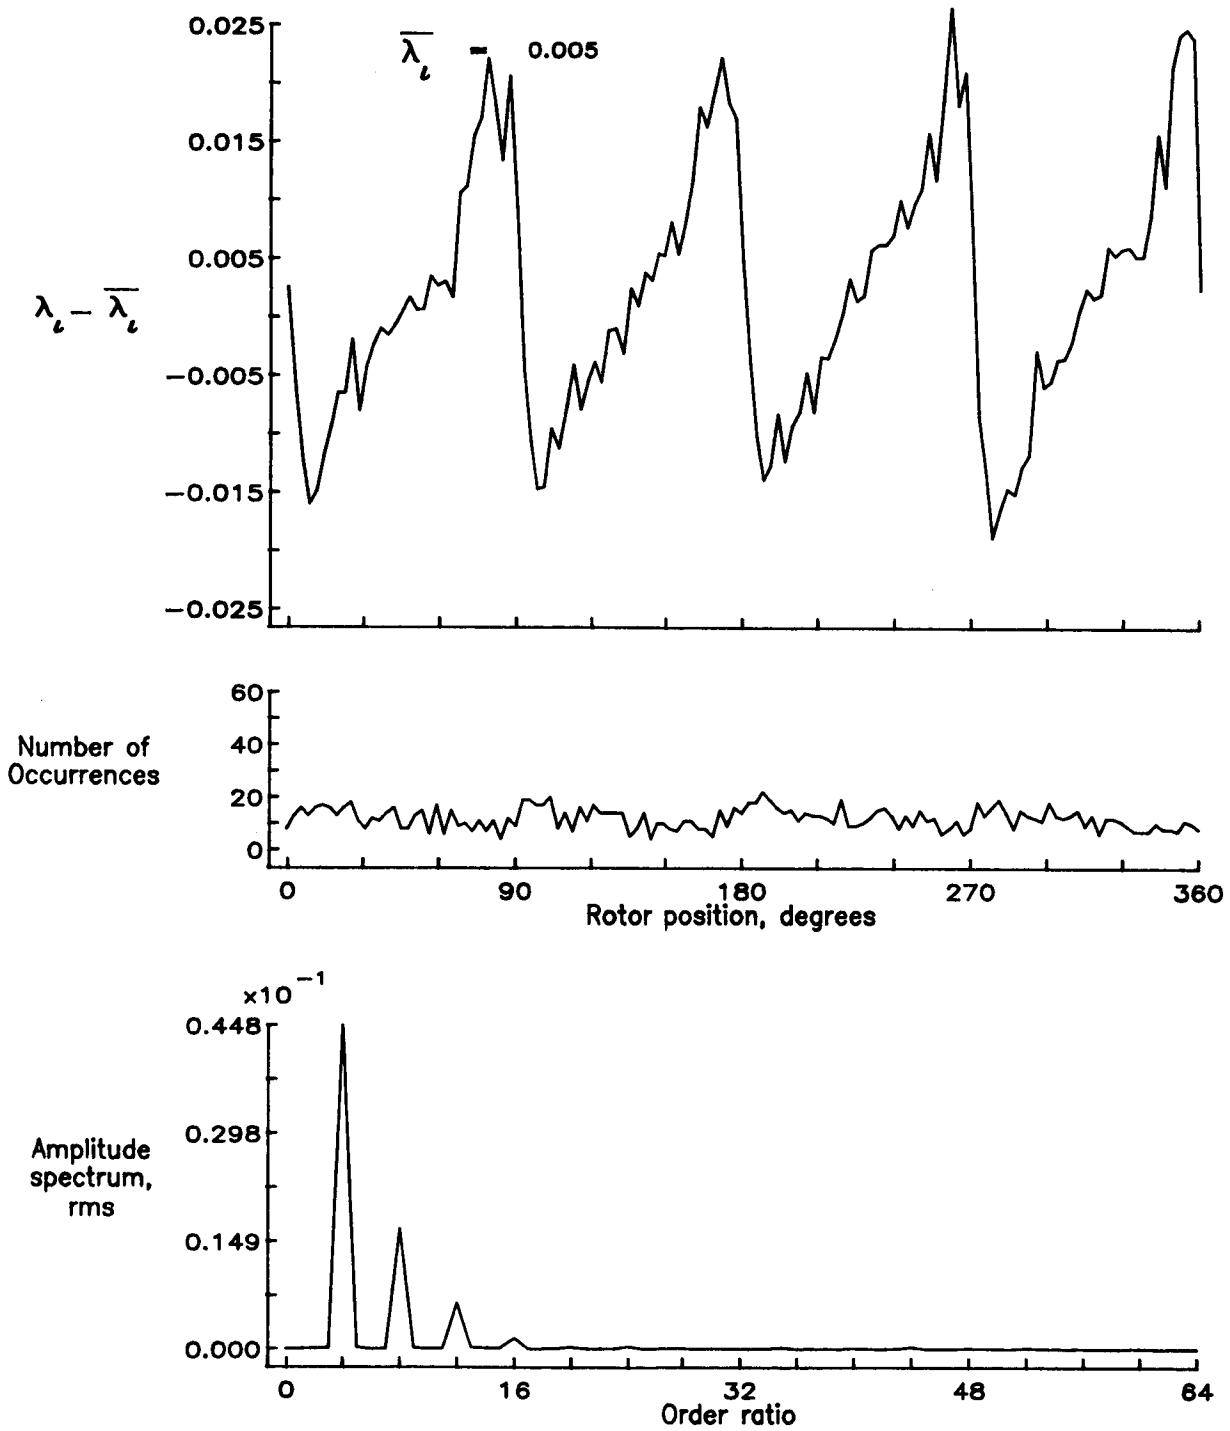 0.025
λ̅ᵢ = 0.005
0.015
0.005
λᵢ – λ̅ᵢ
−0.005
−0.015
−0.025
60
Number of
Occurrences
40
20
0
0 90 180 270 360
Rotor position, degrees
×10⁻¹
0.448
0.298
Amplitude
spectrum,
rms
0.149
0.000
0 16 32 48 64
Order ratio